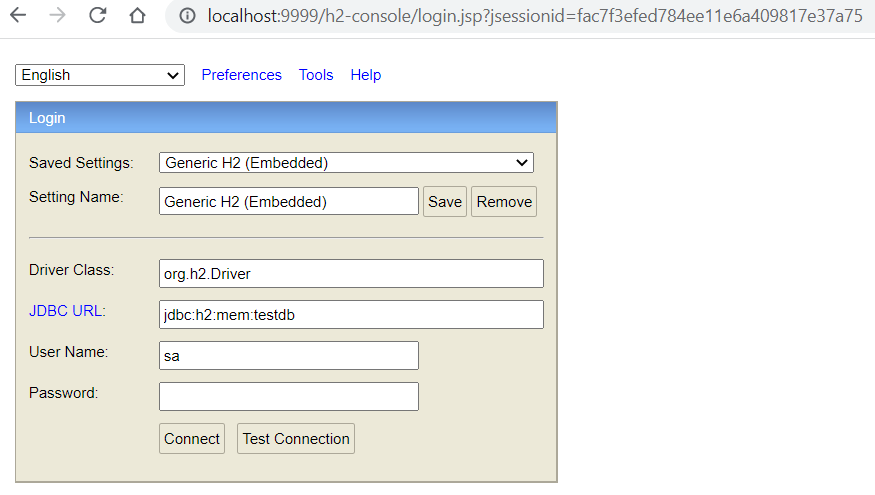 localhost:9999/h2-console/login.jsp?jsessionid=fac7f3efed784ee11e6a409817e37a75
English Preferences Tools Help
Login
Saved Settings: Generic H2 (Embedded)
Setting Name: Generic H2 (Embedded) Save Remove
Driver Class: org.h2.Driver
JDBC URL: jdbc:h2:mem:testdb
User Name: sa
Password:
Connect Test Connection